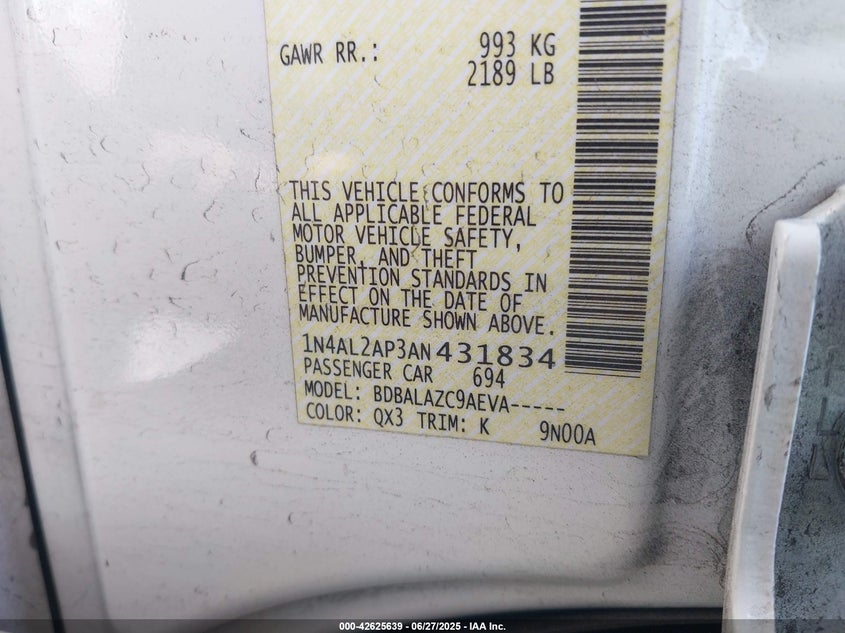 GAWR RR.: 993 KG
2189 LB
THIS VEHICLE CONFORMS TO
ALL APPLICABLE FEDERAL
MOTOR VEHICLE SAFETY,
BUMPER, AND THEFT
PREVENTION STANDARDS IN
EFFECT ON THE DATE OF
MANUFACTURE SHOWN ABOVE.
1N4AL2AP3AN431834
PASSENGER CAR 694
MODEL: BDBALAZC9AEVA-----
COLOR: QX3 TRIM: K 9N00A
000-42625639 / 06/27/2025 - IAA Inc.